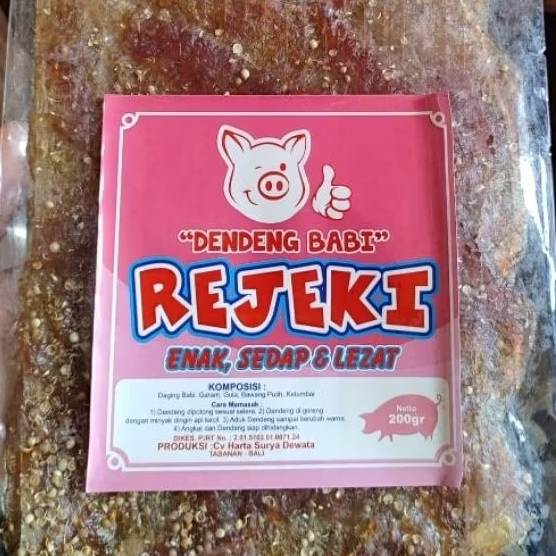 “DENDENG BABI”
REJEKI
ENAK, SEDAP & LEZAT
KOMPOSISI :
Daging Babi, Garam, Gula, Bawang Putih, Ketumbar
Cara Memasak :
1) Dendeng dipotong sesuai selera, 2) Dendeng di goreng
dengan minyak dingin api kecil. 3) Aduk Dendeng sampai berubah warna,
4) Angkat dan Dendeng siap dihidangkan.
DIKES. P.IRT No. : 2.01.5102.01.0071.24
PRODUKSI :Cv Harta Surya Dewata
TABANAN - BALI
Netto
200gr